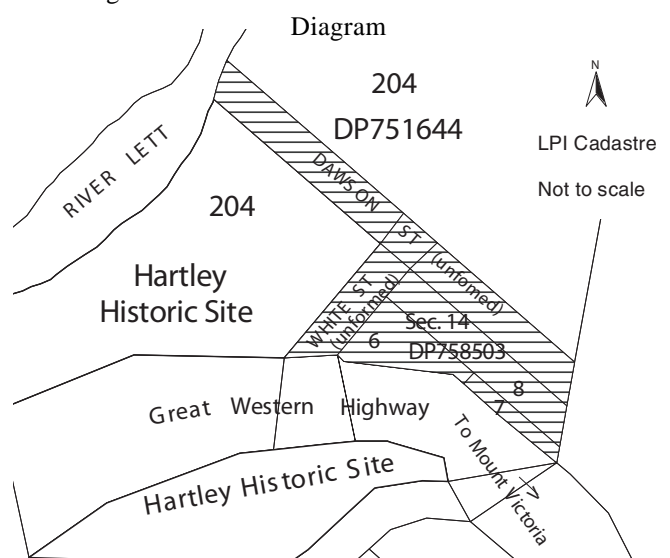 Diagram
204
DP751644
N
LPI Cadastre
Not to scale
RIVER LETT
DAWSON ST (unfomed)
204
Hartley
Historic Site
WHITE ST
(unformed)
Sec. 14
6
DP758503
8
7
Great Western Highway
To Mount Victoria
Hartley Historic Site